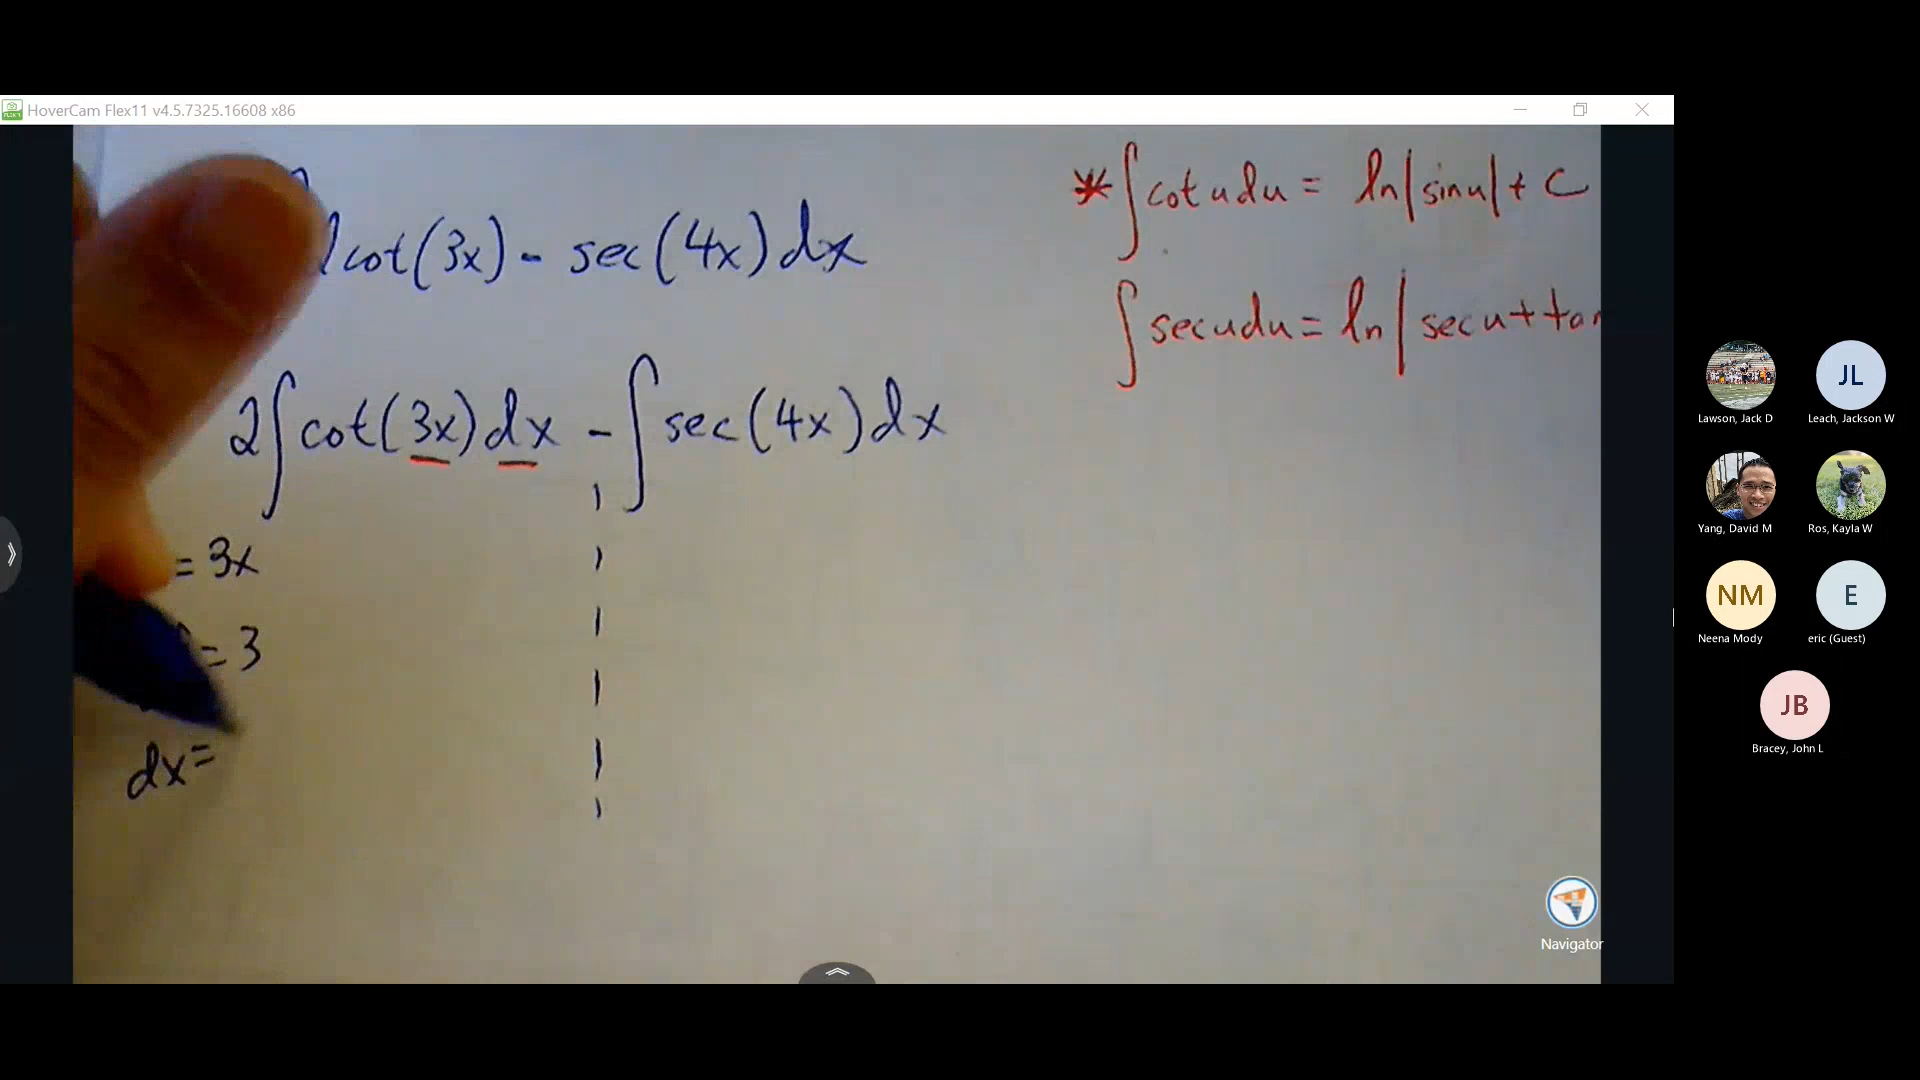 HoverCam Flex11 v4.5.7325.16608 x86
cot(3x) - sec(4x)dx
* ∫cot u du = ln|sin u| + C
∫sec u du = ln|sec u + tan
2∫cot(3x)dx - ∫sec(4x)dx
= 3x
= 3
dx=
Lawson, Jack D
JL
Leach, Jackson W
Yang, David M
Ros, Kayla W
NM
Neena Mody
E
eric (Guest)
JB
Bracey, John L
Navigator